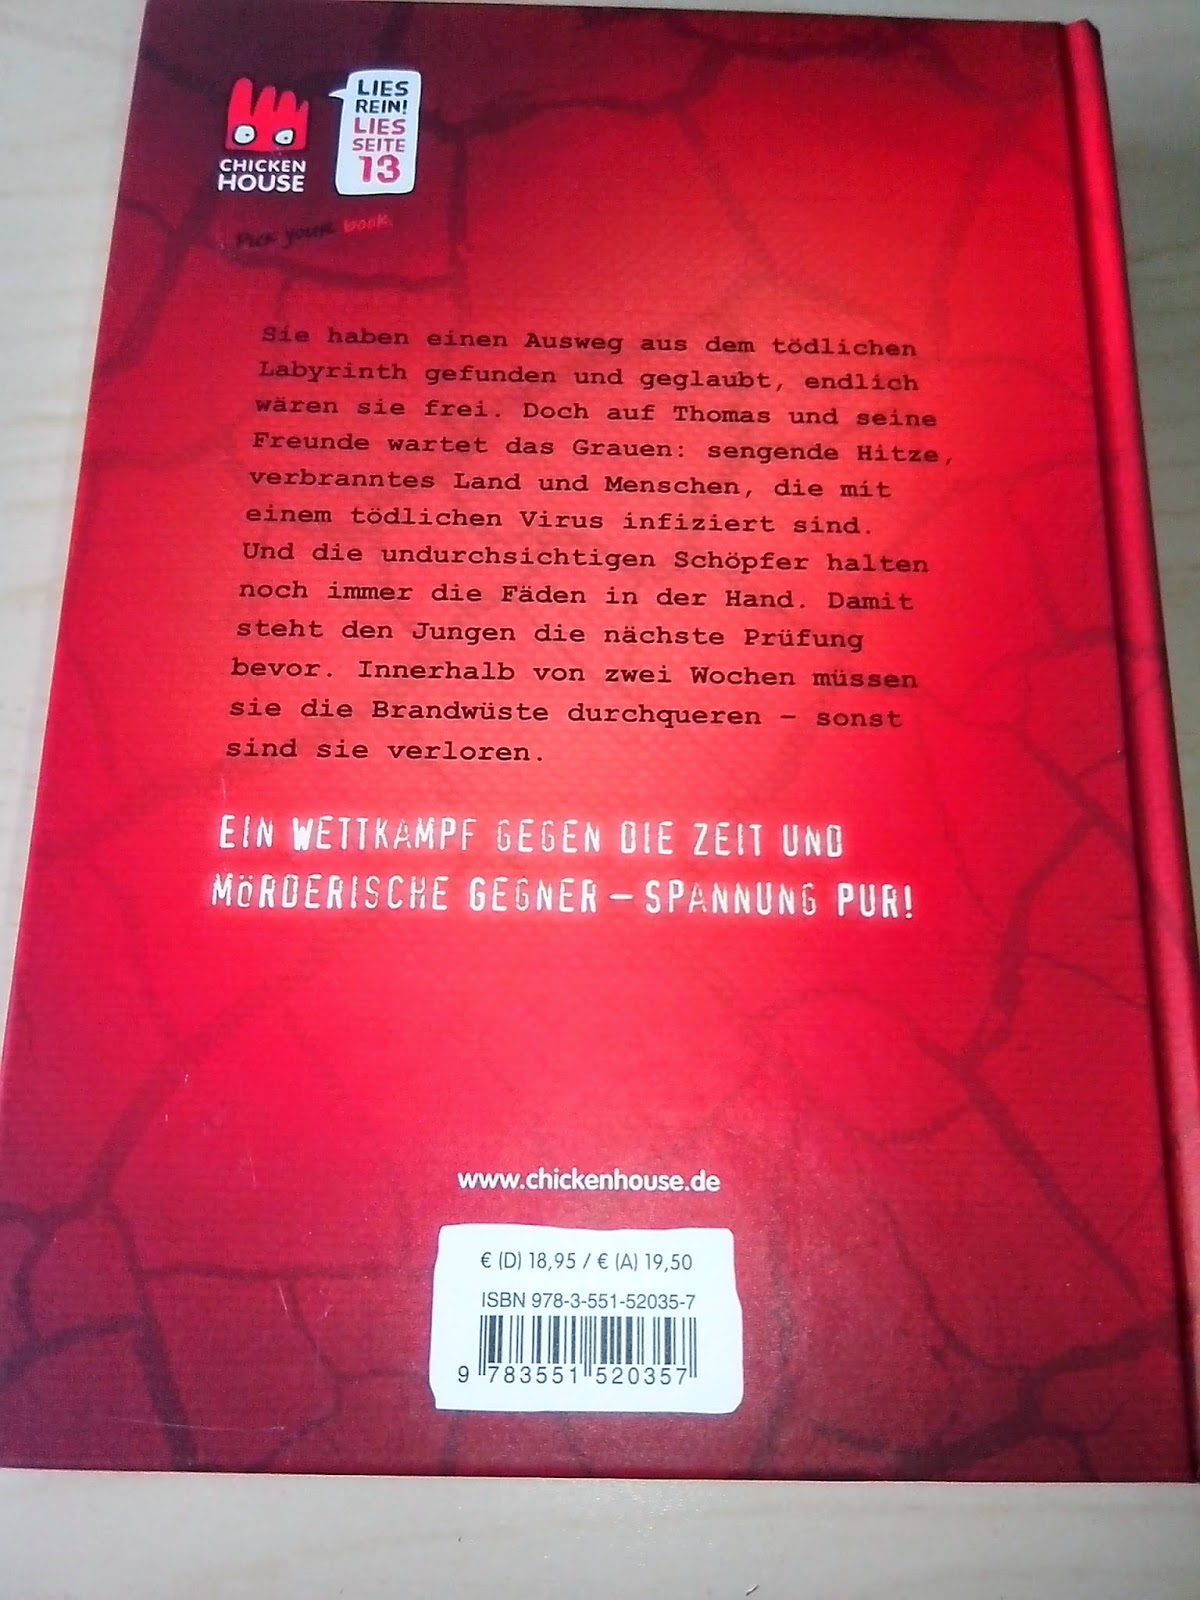 CHICKEN
HOUSE
LIES
REIN!
LIES
SEITE
13
Pick your book.
Sie haben einen Ausweg aus dem tödlichen
Labyrinth gefunden und geglaubt, endlich
wären sie frei. Doch auf Thomas und seine
Freunde wartet das Grauen: sengende Hitze,
verbranntes Land und Menschen, die mit
einem tödlichen Virus infiziert sind.
Und die undurchsichtigen Schöpfer halten
noch immer die Fäden in der Hand. Damit
steht den Jungen die nächste Prüfung
bevor. Innerhalb von zwei Wochen müssen
sie die Brandwüste durchqueren – sonst
sind sie verloren.
EIN WETTKAMPF GEGEN DIE ZEIT UND
MÖRDERISCHE GEGNER – SPANNUNG PUR!
www.chickenhouse.de
€ (D) 18,95 / € (A) 19,50
ISBN 978-3-551-52035-7
9 783551 520357